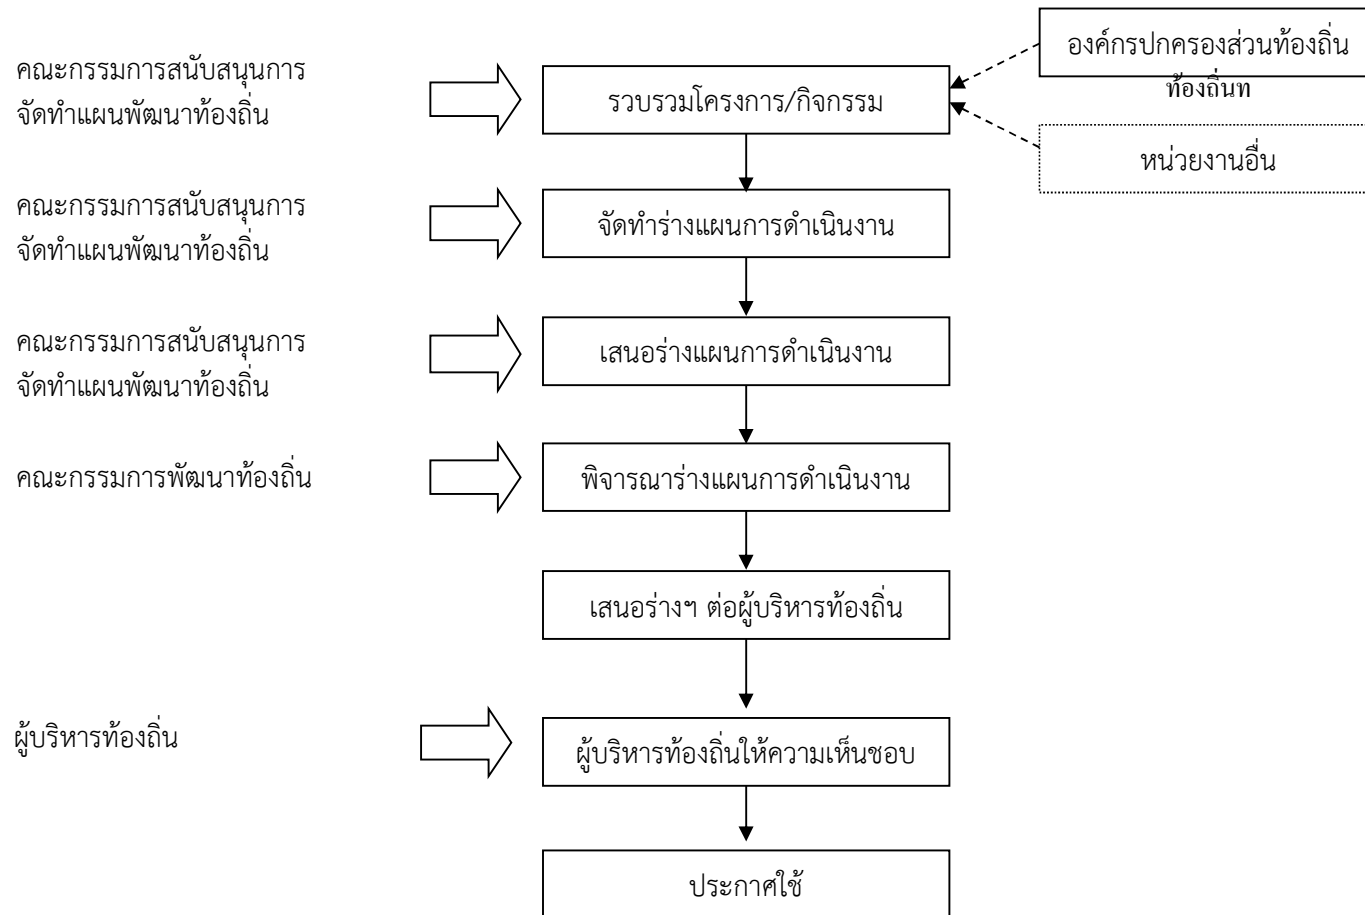 องค์กรปกครองส่วนท้องถิ่น
ท้องถิ่นท
คณะกรรมการสนับสนุนการ
จัดทำแผนพัฒนาท้องถิ่น
รวบรวมโครงการ/กิจกรรม
หน่วยงานอื่น
คณะกรรมการสนับสนุนการ
จัดทำแผนพัฒนาท้องถิ่น
จัดทำร่างแผนการดำเนินงาน
คณะกรรมการสนับสนุนการ
จัดทำแผนพัฒนาท้องถิ่น
เสนอร่างแผนการดำเนินงาน
คณะกรรมการพัฒนาท้องถิ่น
พิจารณาร่างแผนการดำเนินงาน
เสนอร่างฯ ต่อผู้บริหารท้องถิ่น
ผู้บริหารท้องถิ่น
ผู้บริหารท้องถิ่นให้ความเห็นชอบ
ประกาศใช้